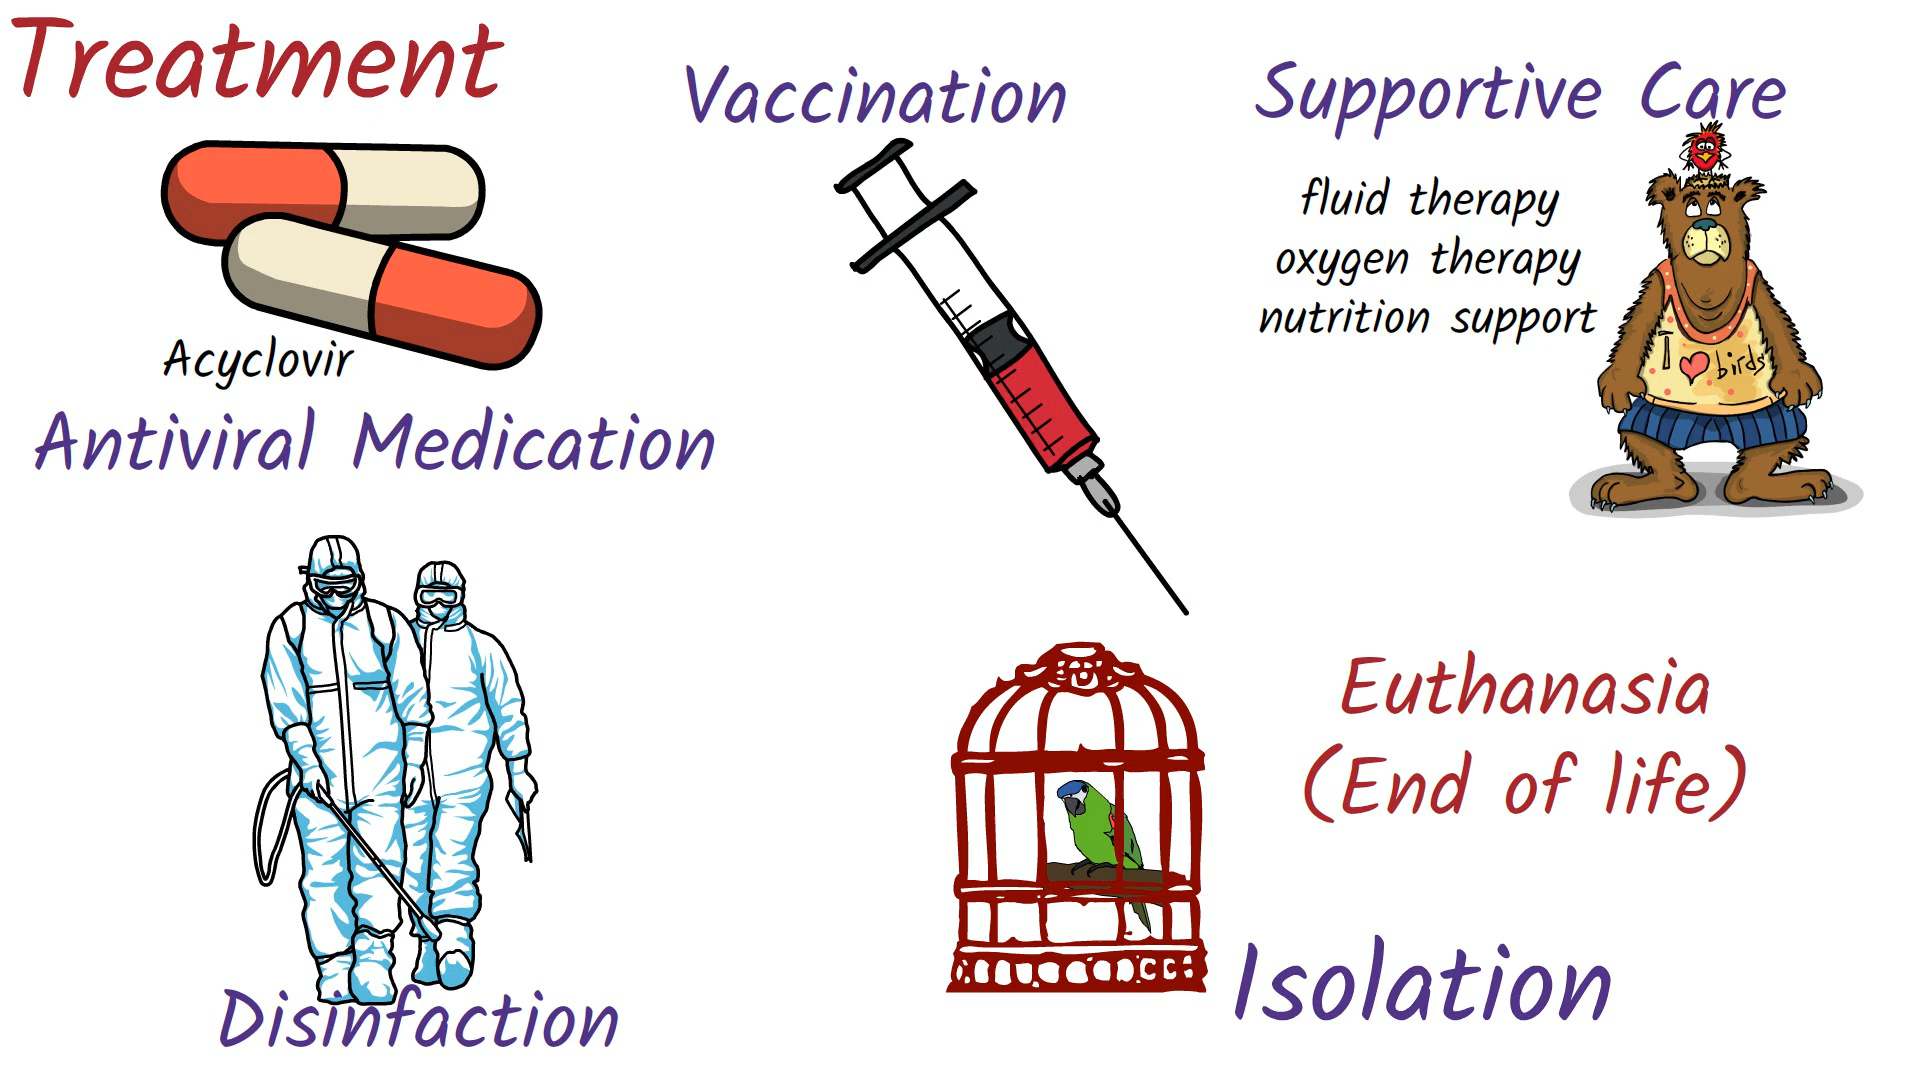 Treatment
Vaccination
Supportive Care
fluid therapy
oxygen therapy
nutrition support
I ♥ birds
Acyclovir
Antiviral Medication
Euthanasia
(End of life)
Isolation
Disinfaction